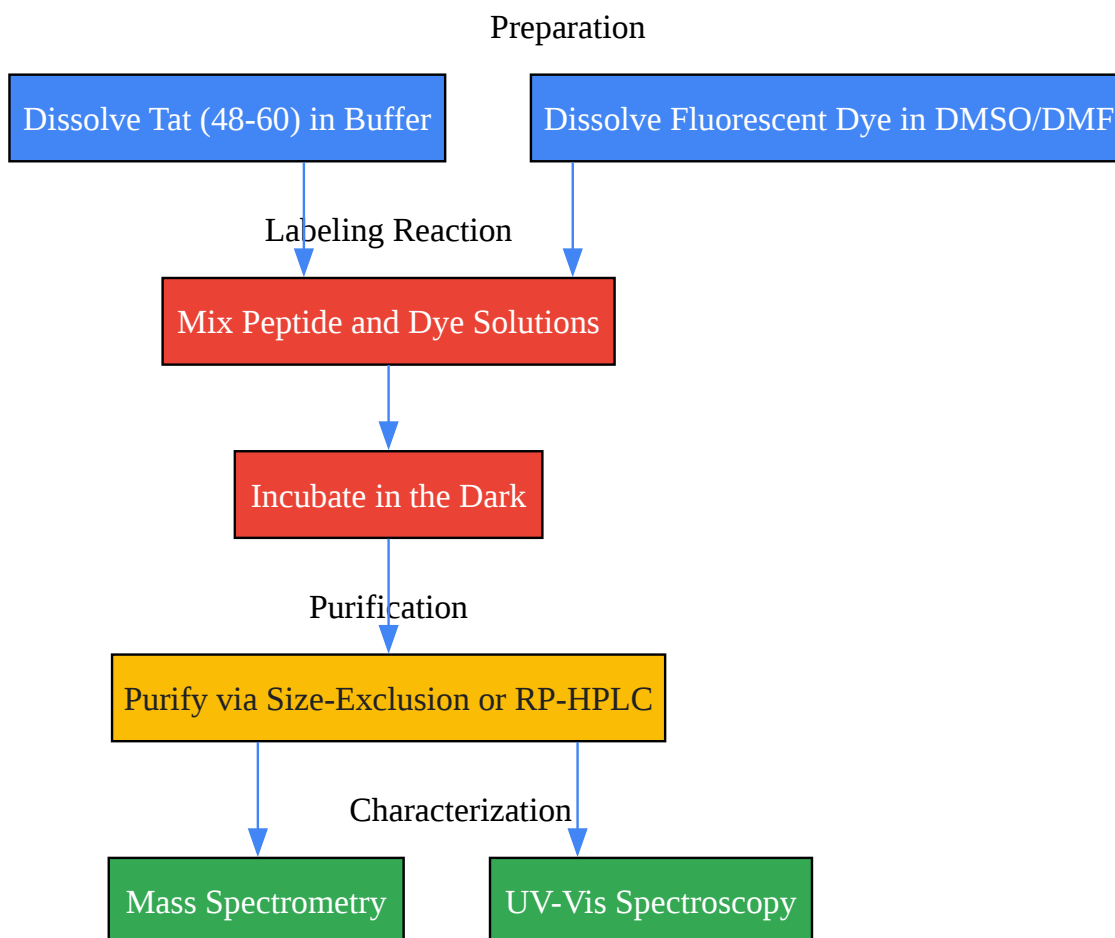 Preparation
Dissolve Tat (48-60) in Buffer
Dissolve Fluorescent Dye in DMSO/DMF
Labeling Reaction
Mix Peptide and Dye Solutions
Incubate in the Dark
Purification
Purify via Size-Exclusion or RP-HPLC
Characterization
Mass Spectrometry
UV-Vis Spectroscopy